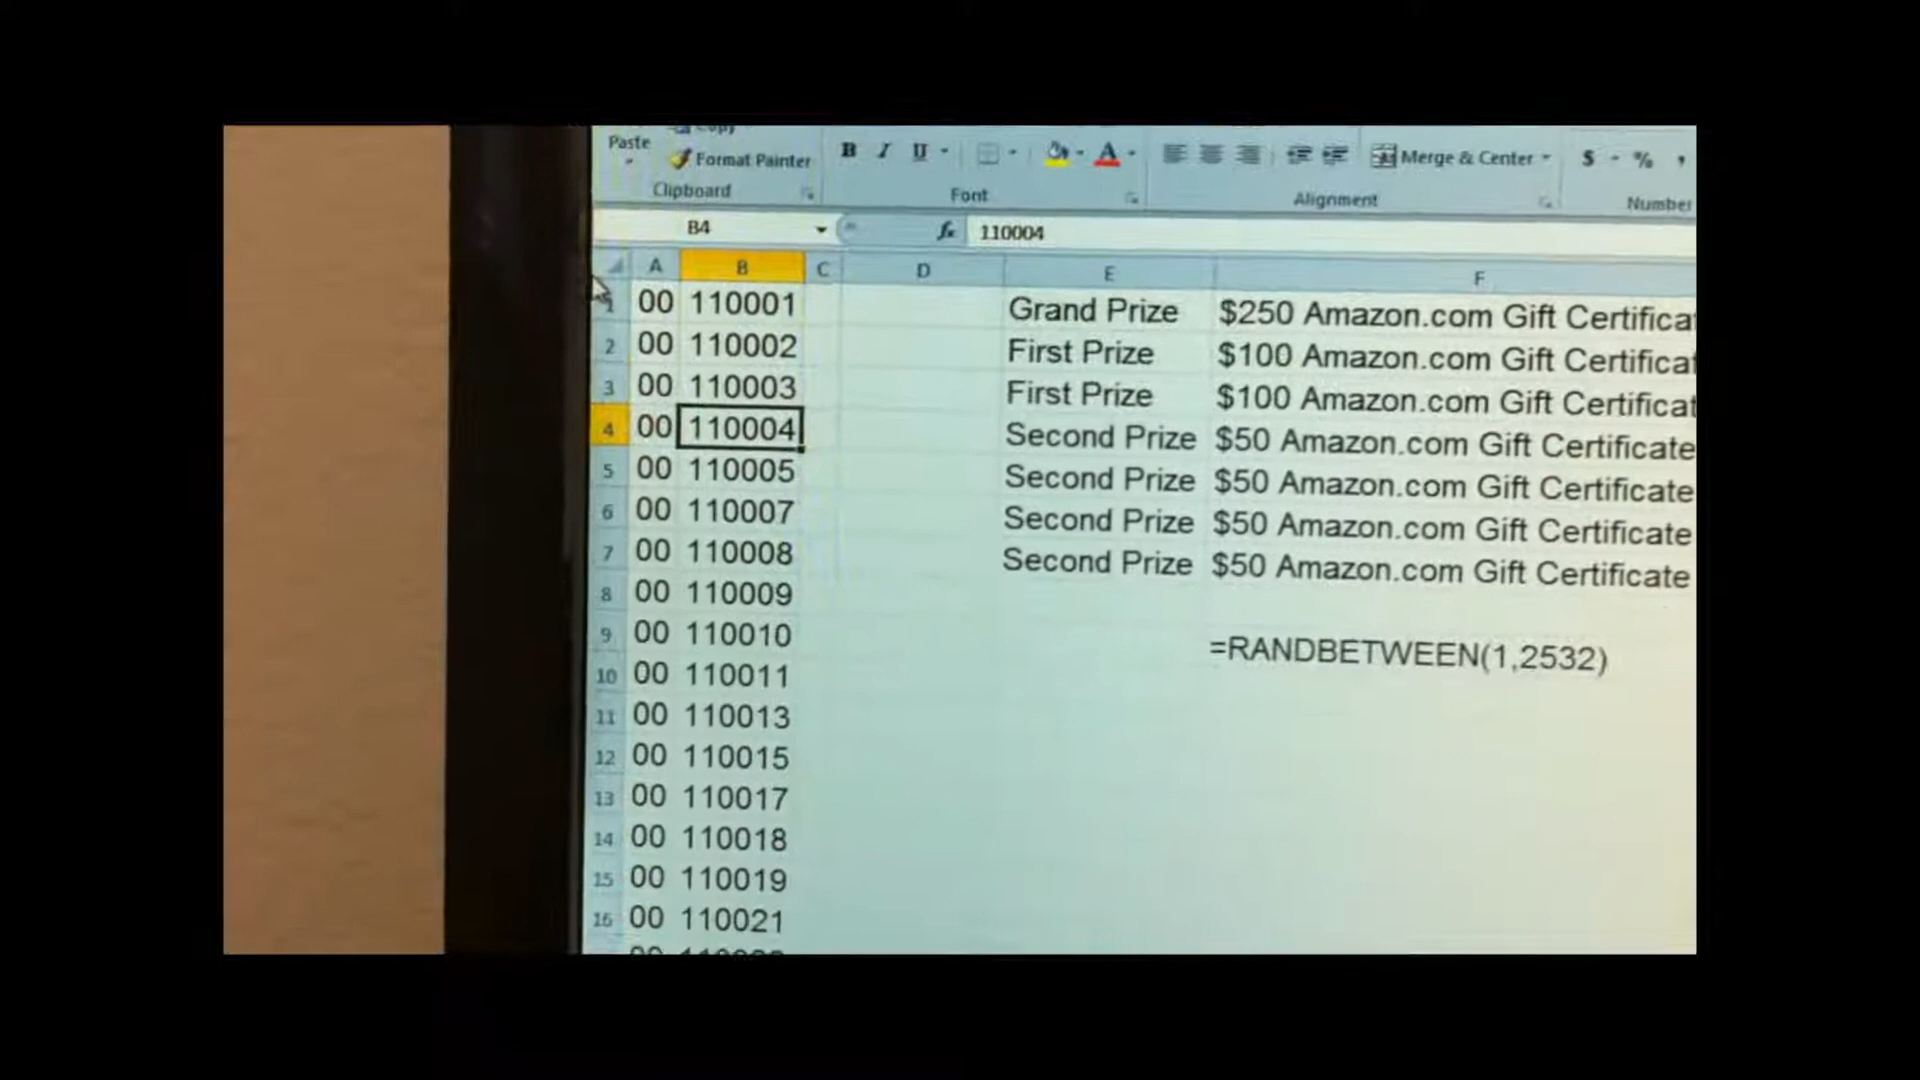 Copy
Paste
Format Painter
B I U A
Merge & Center $ % ,
Clipboard Font Alignment Number
B4 fx 110004
A B C D E F
1 00 110001 Grand Prize $250 Amazon.com Gift Certifica
2 00 110002 First Prize $100 Amazon.com Gift Certifica
3 00 110003 First Prize $100 Amazon.com Gift Certificat
4 00 110004 Second Prize $50 Amazon.com Gift Certificate
5 00 110005 Second Prize $50 Amazon.com Gift Certificate
6 00 110007 Second Prize $50 Amazon.com Gift Certificate
7 00 110008 Second Prize $50 Amazon.com Gift Certificate
8 00 110009
9 00 110010 =RANDBETWEEN(1,2532)
10 00 110011
11 00 110013
12 00 110015
13 00 110017
14 00 110018
15 00 110019
16 00 110021